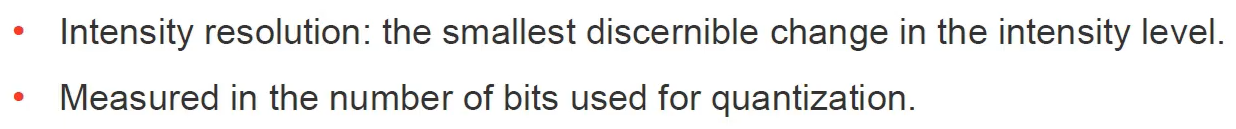 • Intensity resolution: the smallest discernible change in the intensity level.
• Measured in the number of bits used for quantization.